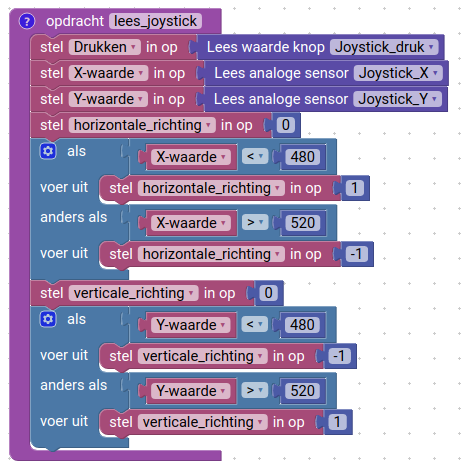 ? opdracht lees_joystick
stel Drukken in op Lees waarde knop Joystick_druk
stel X-waarde in op Lees analoge sensor Joystick_X
stel Y-waarde in op Lees analoge sensor Joystick_Y
stel horizontale_richting in op 0
als X-waarde < 480
voer uit stel horizontale_richting in op 1
anders als X-waarde > 520
voer uit stel horizontale_richting in op -1
stel verticale_richting in op 0
als Y-waarde < 480
voer uit stel verticale_richting in op -1
anders als Y-waarde > 520
voer uit stel verticale_richting in op 1